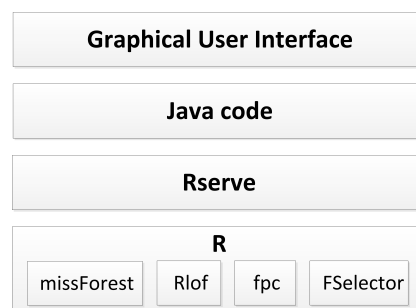 Graphical User Interface
Java code
Rserve
R
missForest Rlof fpc FSelector